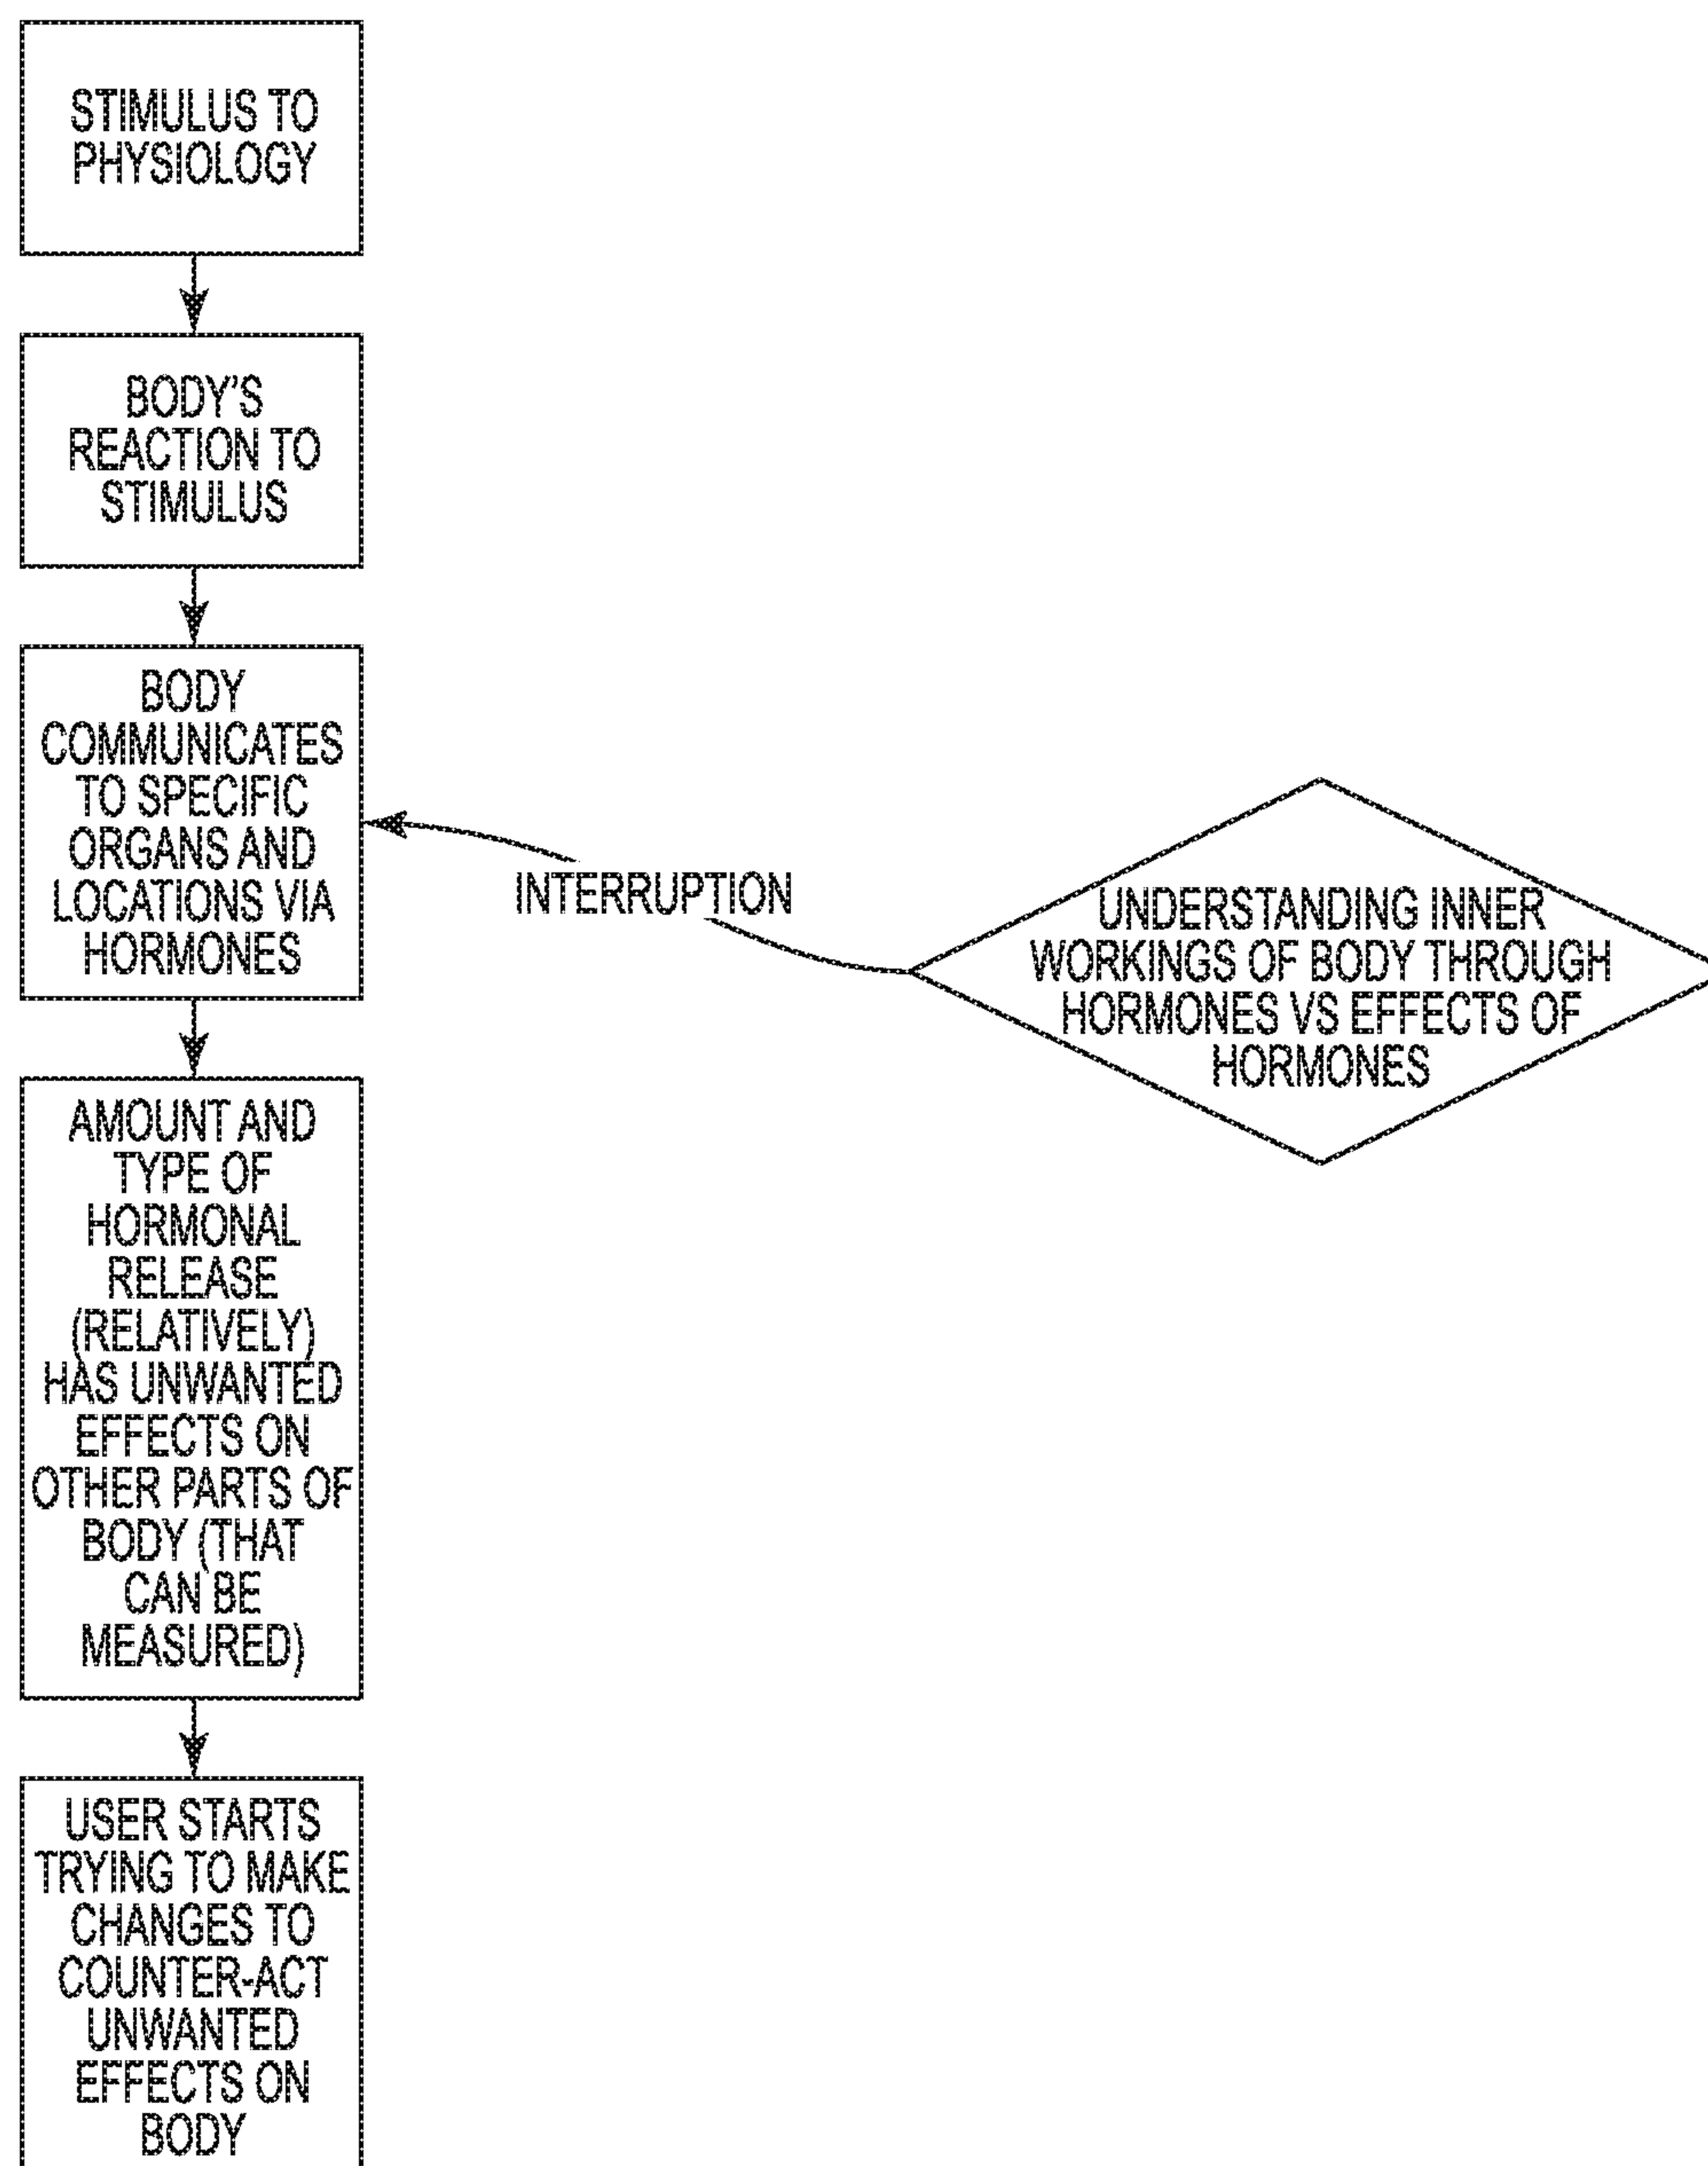 STIMULUS TO
PHYSIOLOGY
BODY'S
REACTION TO
STIMULUS
BODY
COMMUNICATES
TO SPECIFIC
ORGANS AND
LOCATIONS VIA
HORMONES
INTERRUPTION
UNDERSTANDING INNER
WORKINGS OF BODY THROUGH
HORMONES VS EFFECTS OF
HORMONES
AMOUNT AND
TYPE OF
HORMONAL
RELEASE
(RELATIVELY)
HAS UNWANTED
EFFECTS ON
OTHER PARTS OF
BODY (THAT
CAN BE
MEASURED)
USER STARTS
TRYING TO MAKE
CHANGES TO
COUNTER-ACT
UNWANTED
EFFECTS ON
BODY